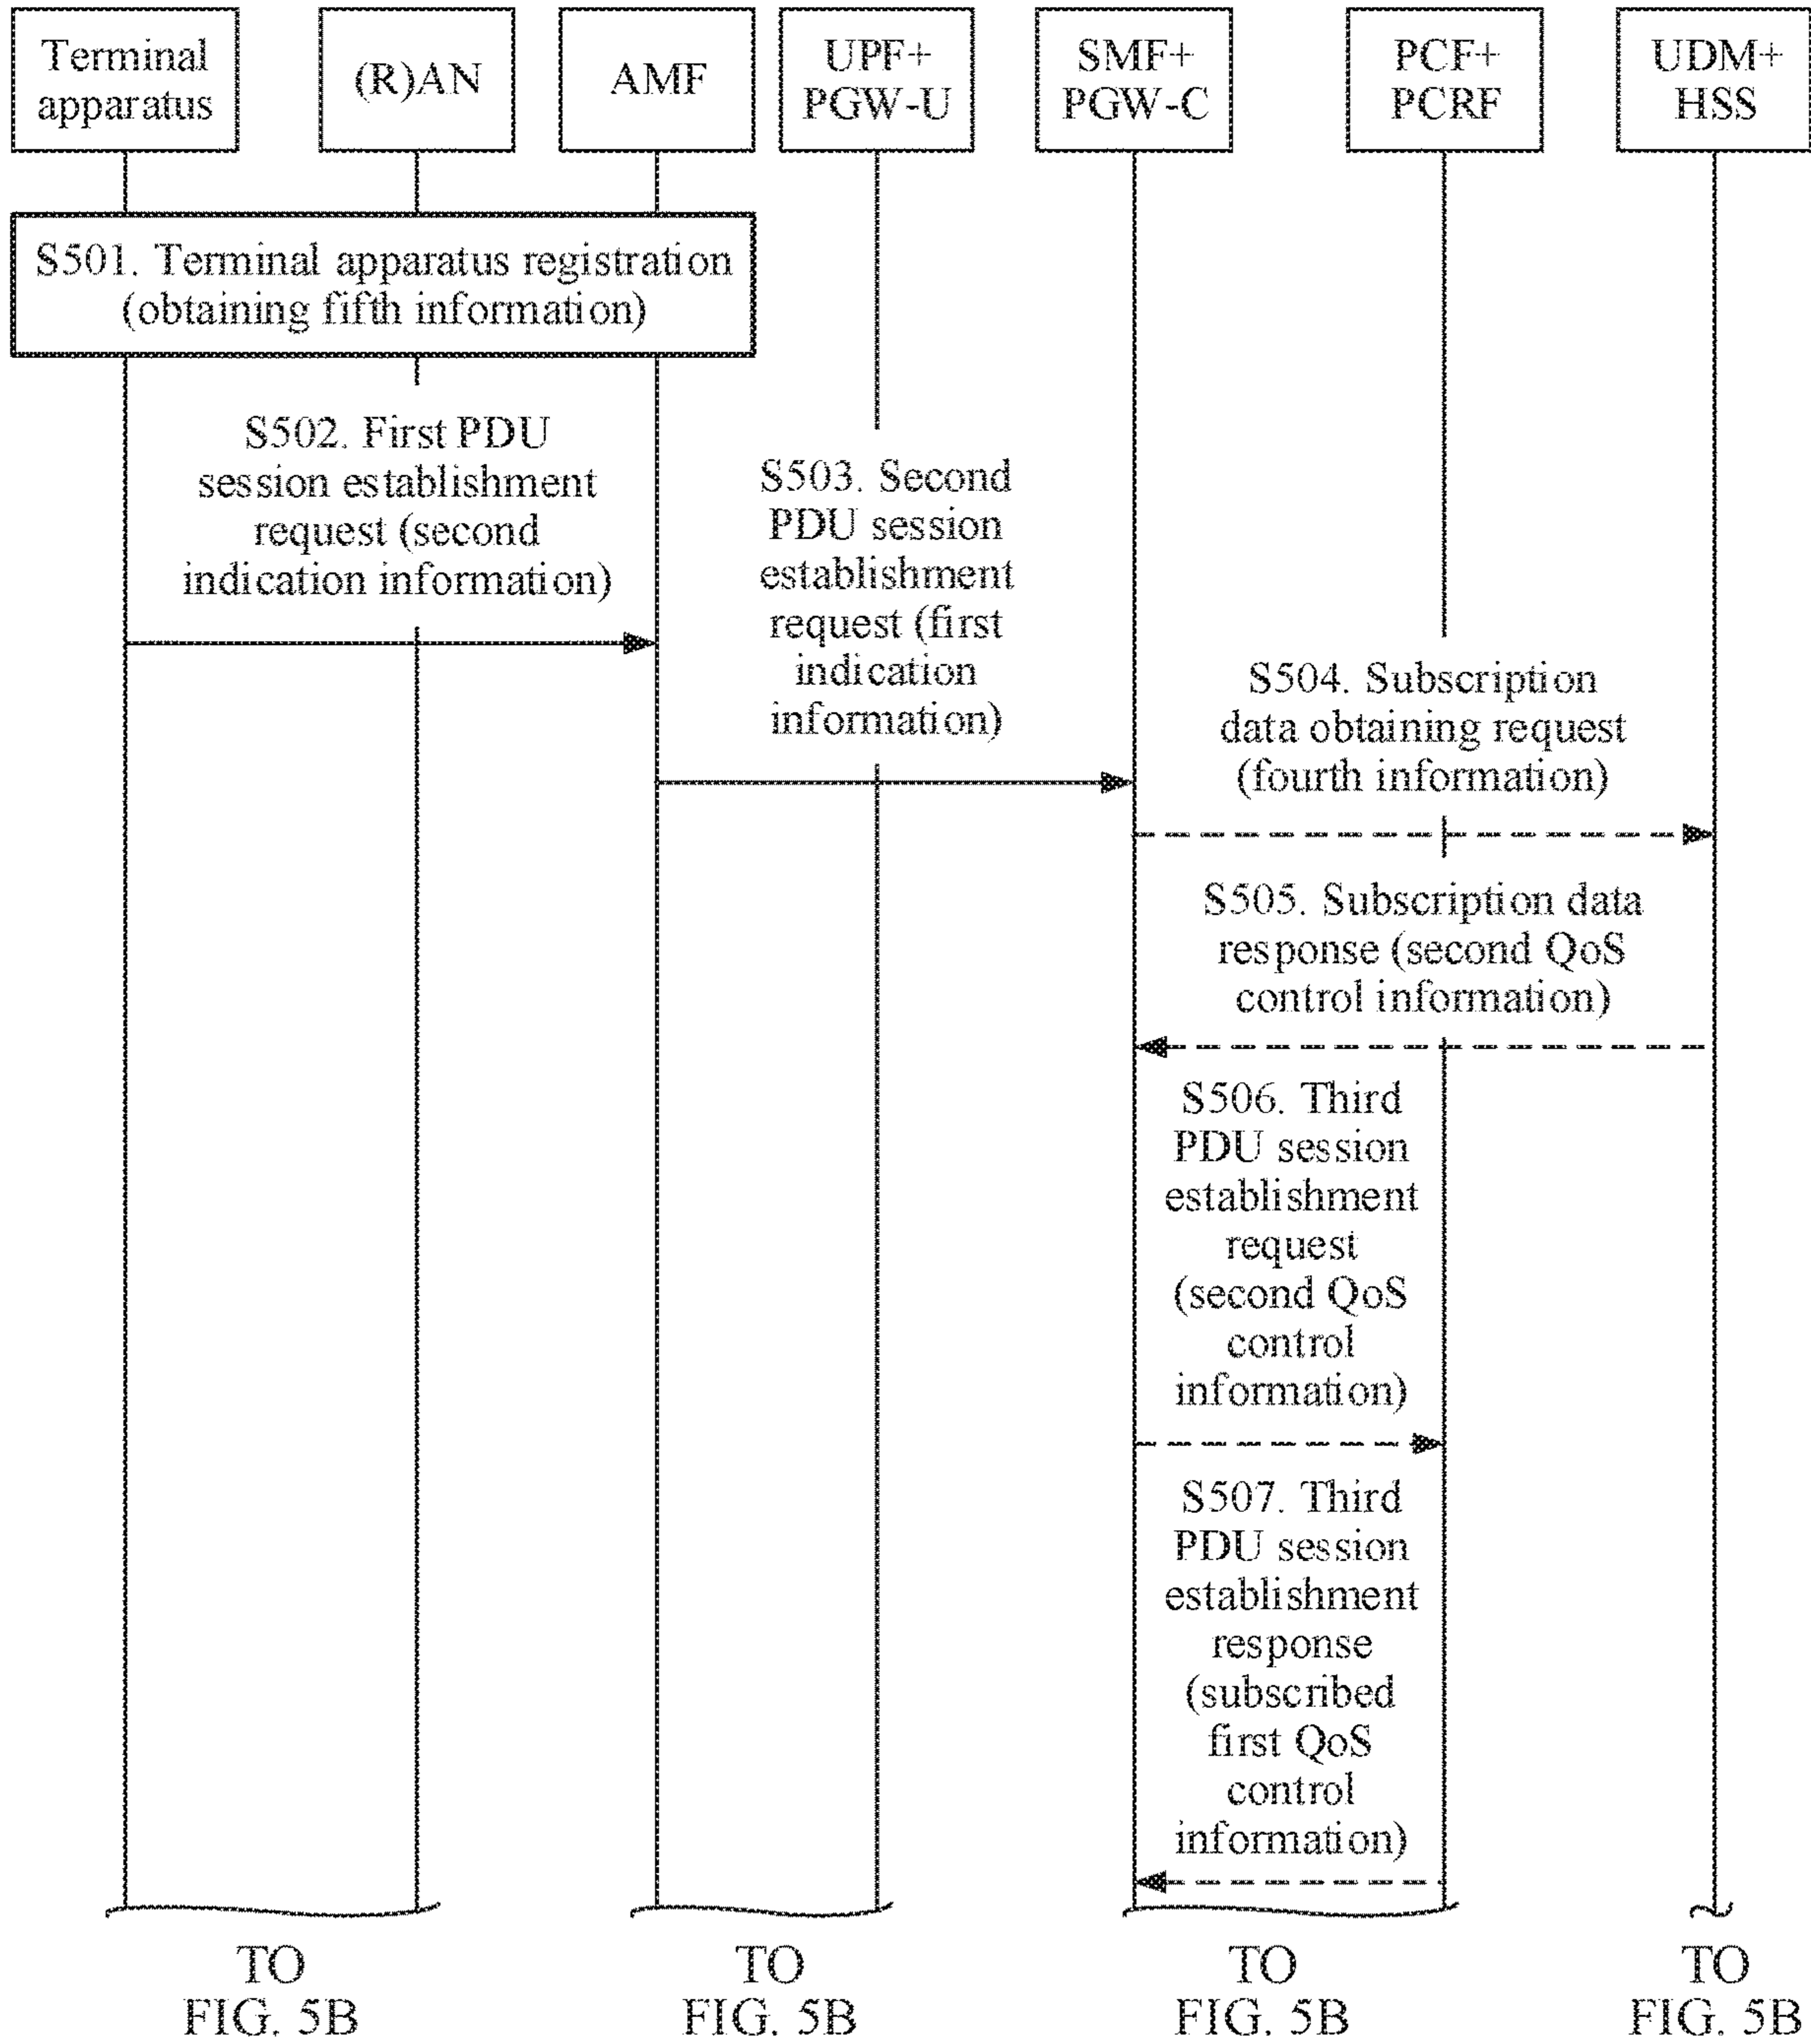 Terminal
apparatus
(R)AN
AMF
UPF+
PGW-U
SMF+
PGW-C
PCF+
PCRF
UDM+
HSS
S501. Terminal apparatus registration
(obtaining fifth information)
S502. First PDU
session establishment
request (second
indication information)
S503. Second
PDU session
establishment
request (first
indication
information)
S504. Subscription
data obtaining request
(fourth information)
S505. Subscription data
response (second QoS
control information)
S506. Third
PDU session
establishment
request
(second QoS
control
information)
S507. Third
PDU session
establishment
response
(subscribed
first QoS
control
information)
TO
FIG. 5B
TO
FIG. 5B
TO
FIG. 5B
TO
FIG. 5B